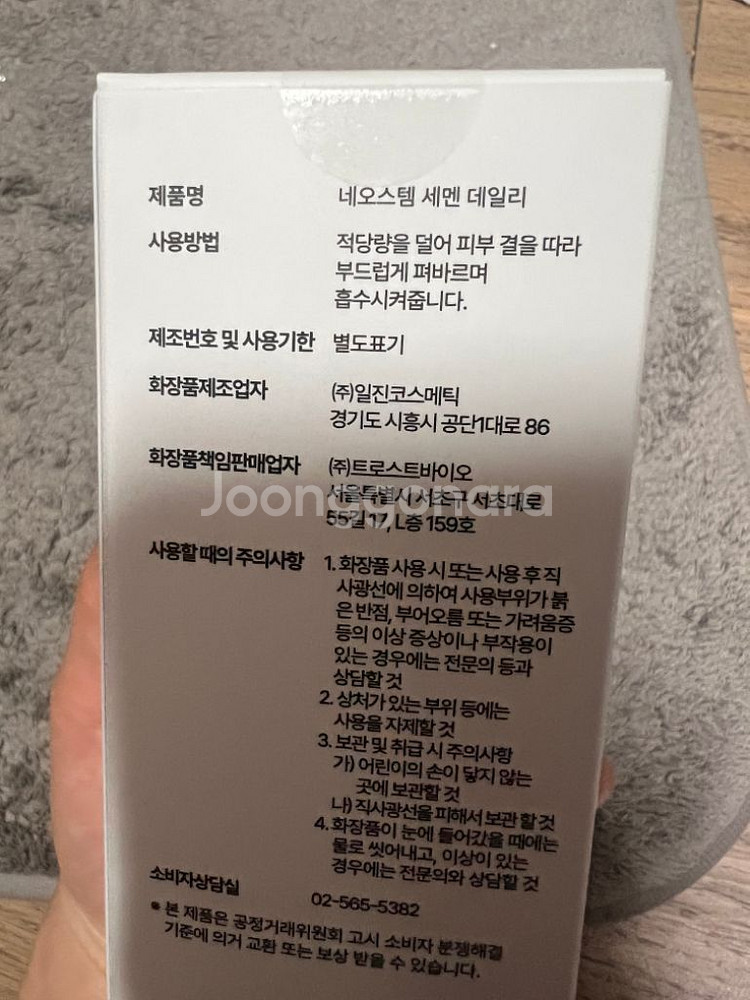 제품명 네오스템 세멘 데일리
사용방법 적당량을 덜어 피부 결을 따라
부드럽게 펴바르며
흡수시켜줍니다.
제조번호 및 사용기한 별도표기
화장품제조업자 (주)일진코스메틱
경기도 시흥시 공단1대로 86
화장품책임판매업자 (주)트로스트바이오
서울특별시 서초구 서초대로
55길 17, L층 159호
Joonggonara
사용할 때의 주의사항 1. 화장품 사용 시 또는 사용 후 직
사광선에 의하여 사용부위가 붉
은 반점, 부어오름 또는 가려움증
등의 이상 증상이나 부작용이
있는 경우에는 전문의 등과
상담할 것
2. 상처가 있는 부위 등에는
사용을 자제할 것
3. 보관 및 취급 시 주의사항
가) 어린이의 손이 닿지 않는
곳에 보관할 것
나) 직사광선을 피해서 보관 할 것
4. 화장품이 눈에 들어갔을 때에는
물로 씻어내고, 이상이 있는
경우에는 전문의와 상담할 것
소비자상담실 02-565-5382
* 본 제품은 공정거래위원회 고시 소비자 분쟁해결
기준에 의거 교환 또는 보상 받을 수 있습니다.